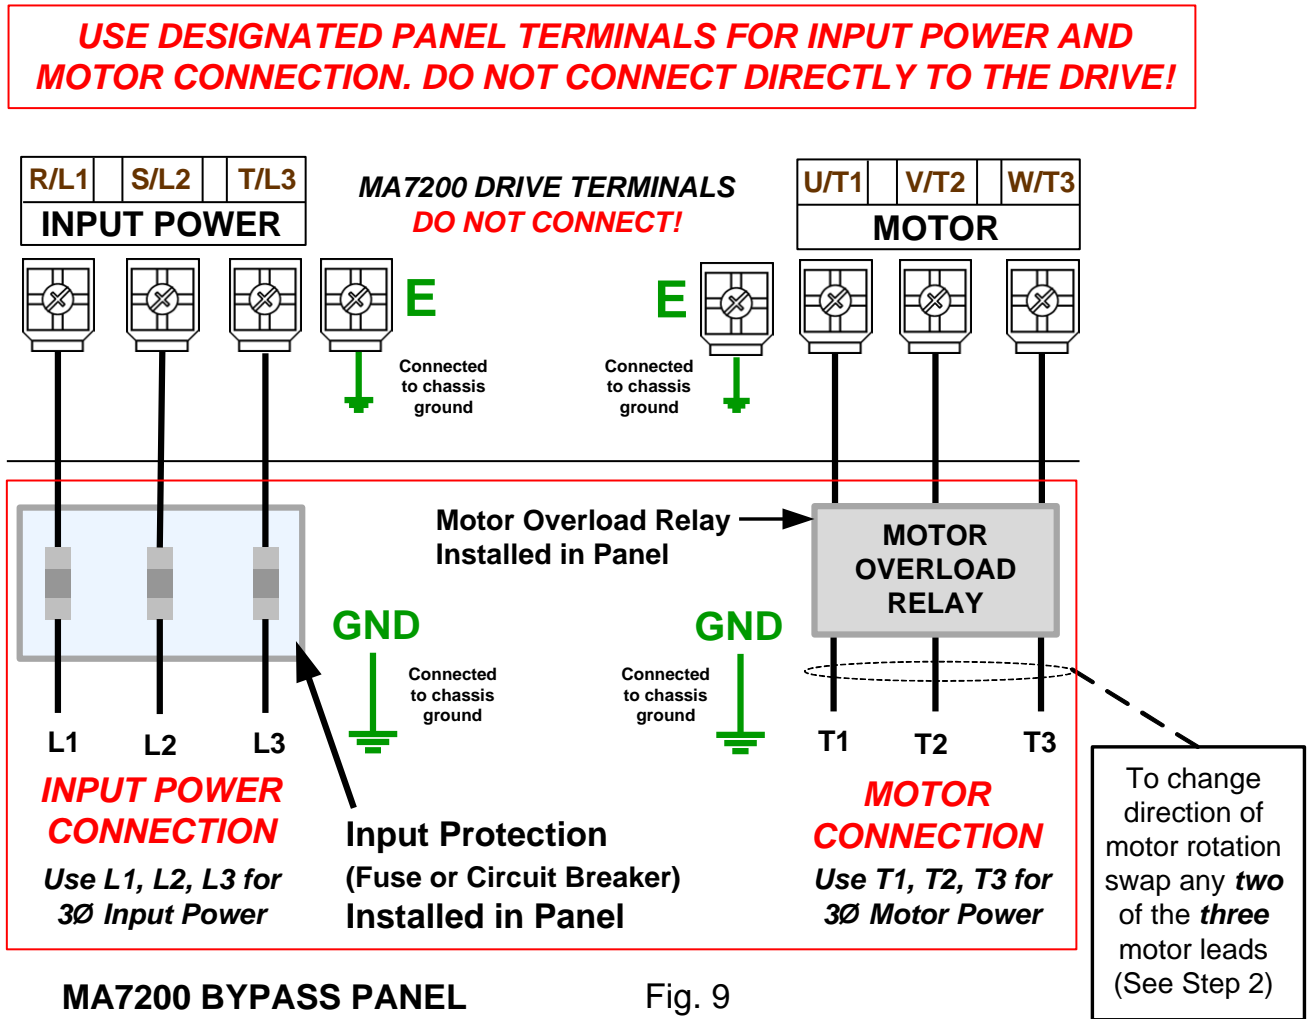 USE DESIGNATED PANEL TERMINALS FOR INPUT POWER AND
MOTOR CONNECTION. DO NOT CONNECT DIRECTLY TO THE DRIVE!
R/L1 S/L2 T/L3
INPUT POWER
MA7200 DRIVE TERMINALS
DO NOT CONNECT!
U/T1 V/T2 W/T3
MOTOR
E
Connected
to chassis
ground
E
Connected
to chassis
ground
Motor Overload Relay
Installed in Panel
MOTOR
OVERLOAD
RELAY
GND
Connected
to chassis
ground
GND
Connected
to chassis
ground
L1 L2 L3
INPUT POWER
CONNECTION
Use L1, L2, L3 for
3Ø Input Power
Input Protection
(Fuse or Circuit Breaker)
Installed in Panel
T1 T2 T3
MOTOR
CONNECTION
Use T1, T2, T3 for
3Ø Motor Power
To change
direction of
motor rotation
swap any two
of the three
motor leads
(See Step 2)
MA7200 BYPASS PANEL
Fig. 9